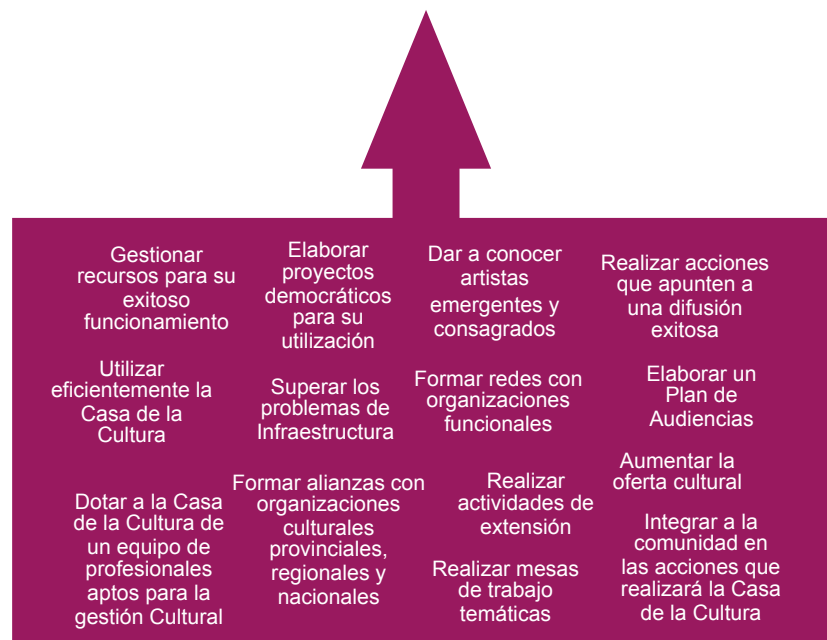 Gestionar
recursos para su
exitoso
funcionamiento
Elaborar
proyectos
democráticos
para su
utilización
Dar a conocer
artistas
emergentes y
consagrados
Realizar acciones
que apunten a
una difusión
exitosa
Utilizar
eficientemente la
Casa de la
Cultura
Superar los
problemas de
Infraestructura
Formar redes con
organizaciones
funcionales
Elaborar un
Plan de
Audiencias
Dotar a la Casa
de la Cultura de
un equipo de
profesionales
aptos para la
gestión Cultural
Formar alianzas con
organizaciones
culturales
provinciales,
regionales y
nacionales
Realizar
actividades de
extensión
Realizar mesas
de trabajo
temáticas
Aumentar la
oferta cultural
Integrar a la
comunidad en
las acciones que
realizará la Casa
de la Cultura